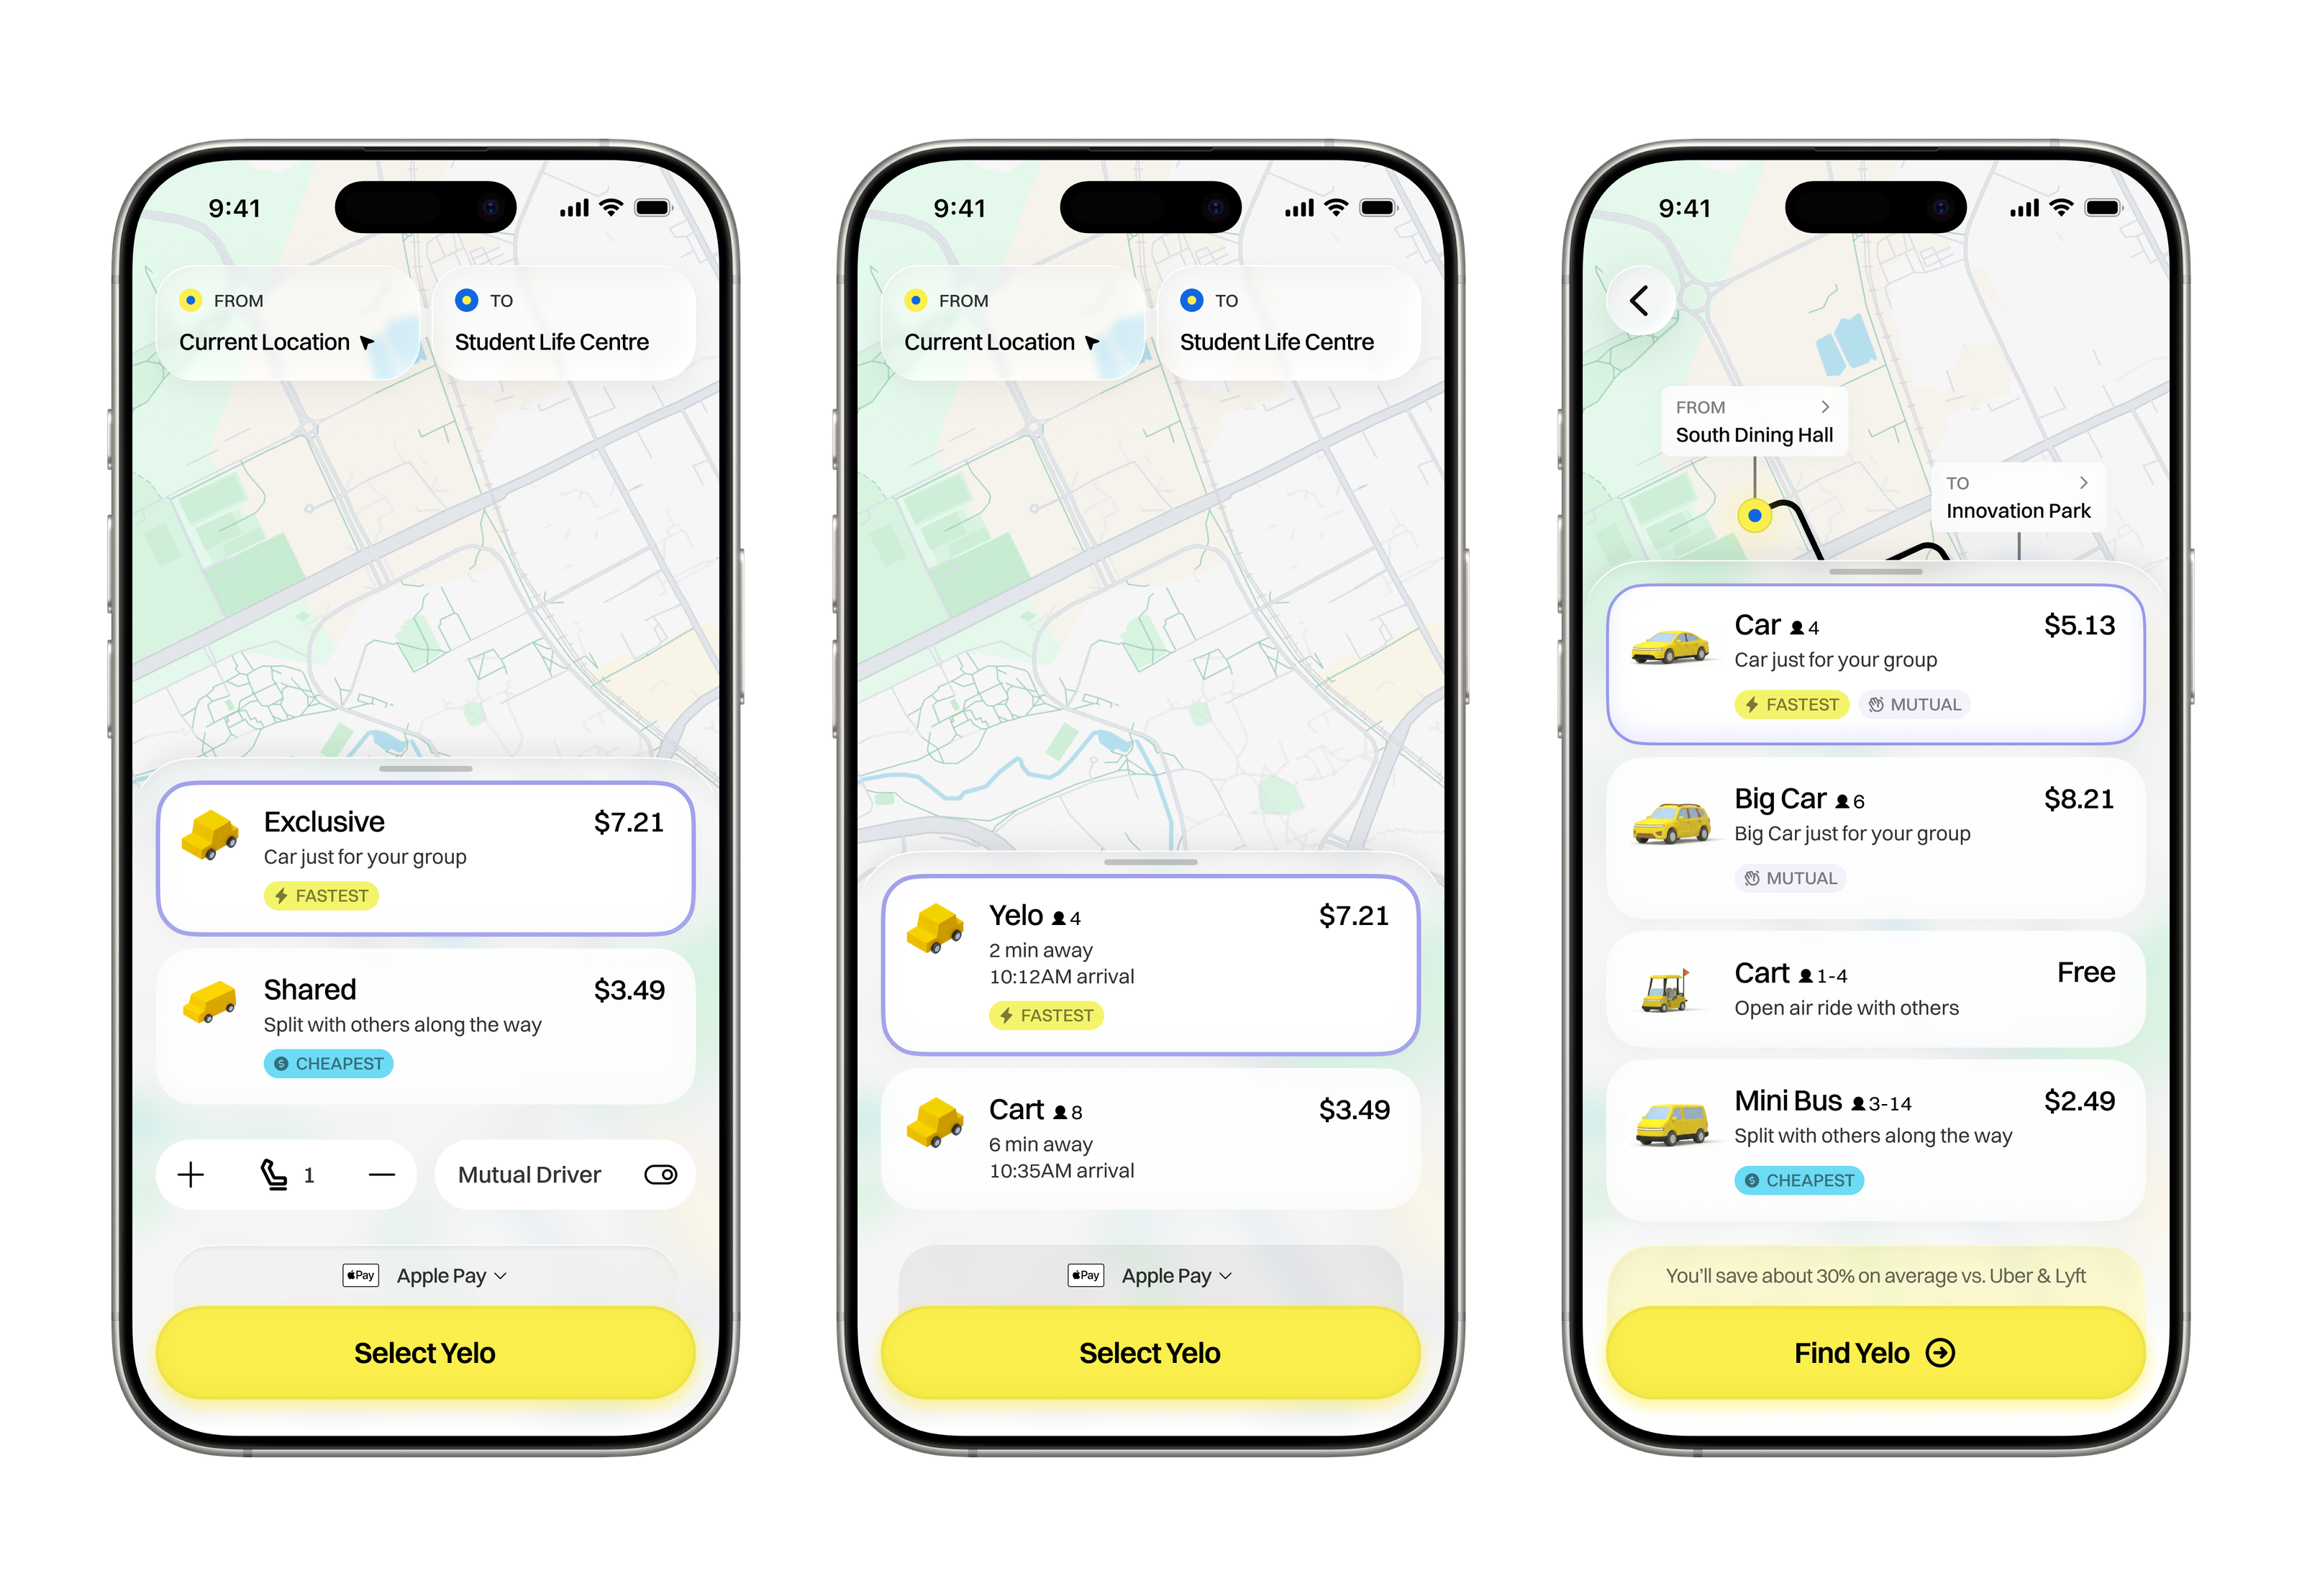 9:41
FROM
Current Location
TO
Student Life Centre
Exclusive
$7.21
Car just for your group
FASTEST
Shared
$3.49
Split with others along the way
CHEAPEST
1
Mutual Driver
Pay
Apple Pay
Select Yelo
9:41
FROM
Current Location
TO
Student Life Centre
Yelo 4
$7.21
2 min away
10:12AM arrival
FASTEST
Cart 8
$3.49
6 min away
10:35AM arrival
Pay
Apple Pay
Select Yelo
9:41
FROM
South Dining Hall
TO
Innovation Park
Car 4
$5.13
Car just for your group
FASTEST
MUTUAL
Big Car 6
$8.21
Big Car just for your group
MUTUAL
Cart 1-4
Free
Open air ride with others
Mini Bus 3-14
$2.49
Split with others along the way
CHEAPEST
You'll save about 30% on average vs. Uber & Lyft
Find Yelo